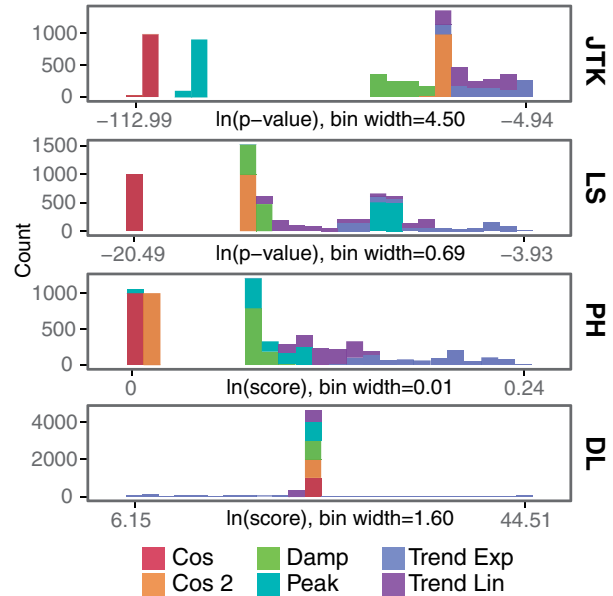 1000
500
0
JTK
−112.99 ln(p−value), bin width=4.50 −4.94
1500
1000
500
0
LS
−20.49 ln(p−value), bin width=0.69 −3.93
Count
1000
500
0
PH
0 ln(score), bin width=0.01 0.24
4000
2000
0
DL
6.15 ln(score), bin width=1.60 44.51
Cos Damp Trend Exp
Cos 2 Peak Trend Lin